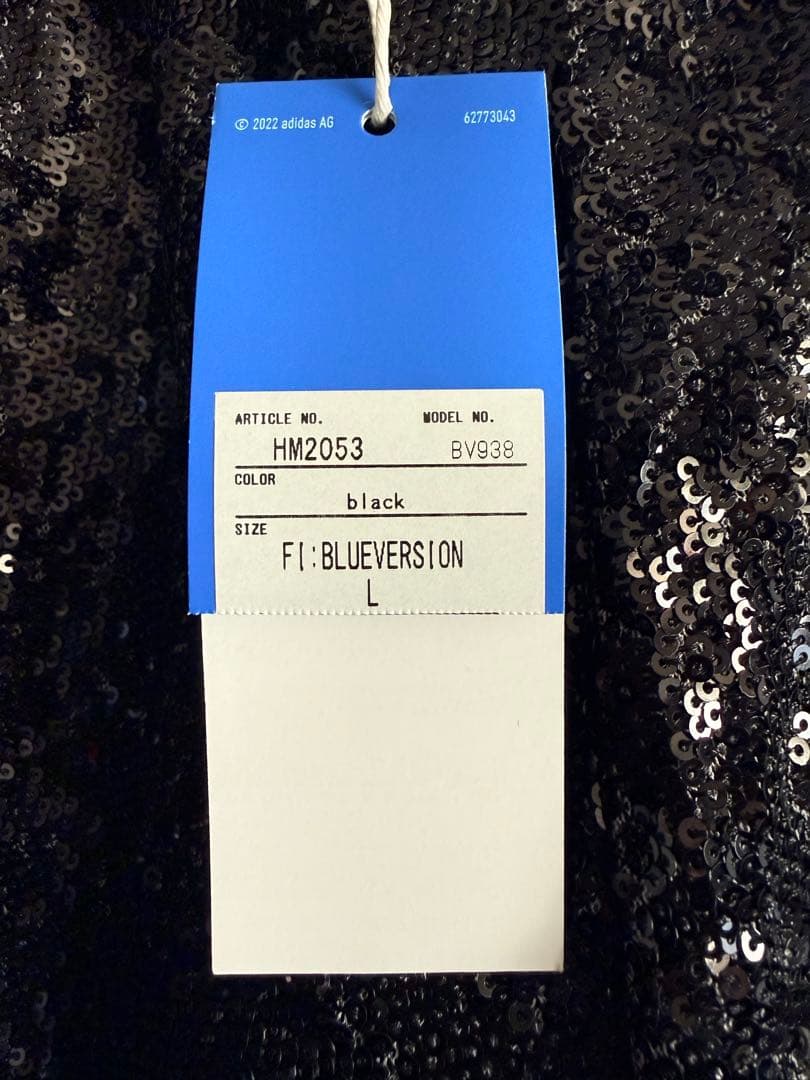 © 2022 adidas AG 62773043
ARTICLE NO. MODEL NO.
HM2053 BV938
COLOR
black
SIZE
FI:BLUEVERSION
L